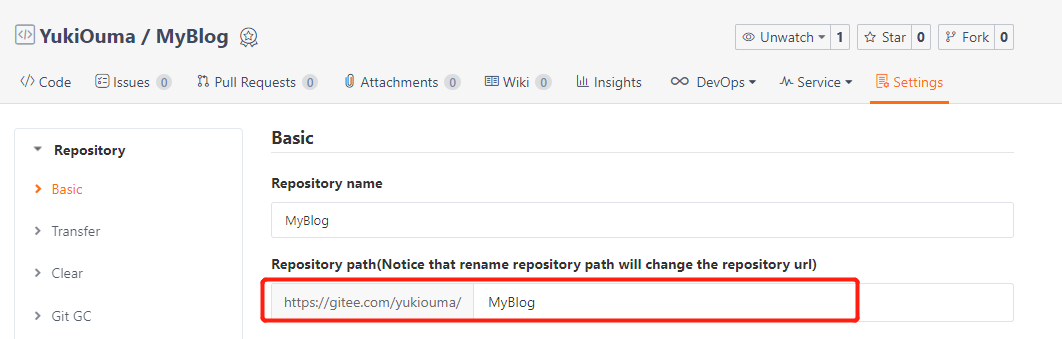 YukiOuma / MyBlog
Unwatch 1 Star 0 Fork 0
Code Issues 0 Pull Requests 0 Attachments 0 Wiki 0 Insights DevOps Service Settings
Repository
Basic
Transfer
Clear
Git GC
Basic
Repository name
MyBlog
Repository path(Notice that rename repository path will change the repository url)
https://gitee.com/yukiouma/ MyBlog